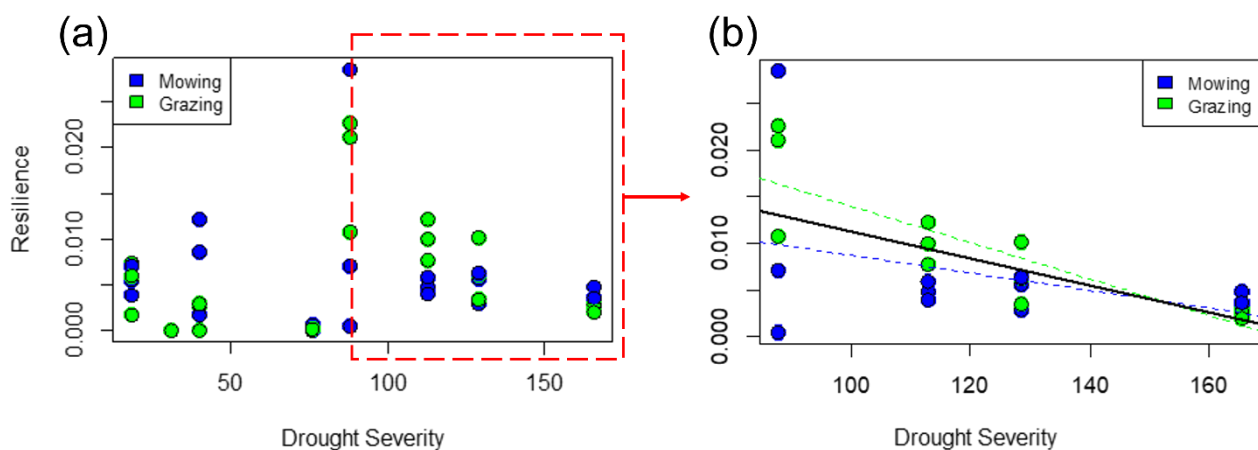 (a)
Mowing
Grazing
Resilience
0.000
0.010
0.020
50
100
150
Drought Severity
(b)
Mowing
Grazing
0.000
0.010
0.020
100
120
140
160
Drought Severity